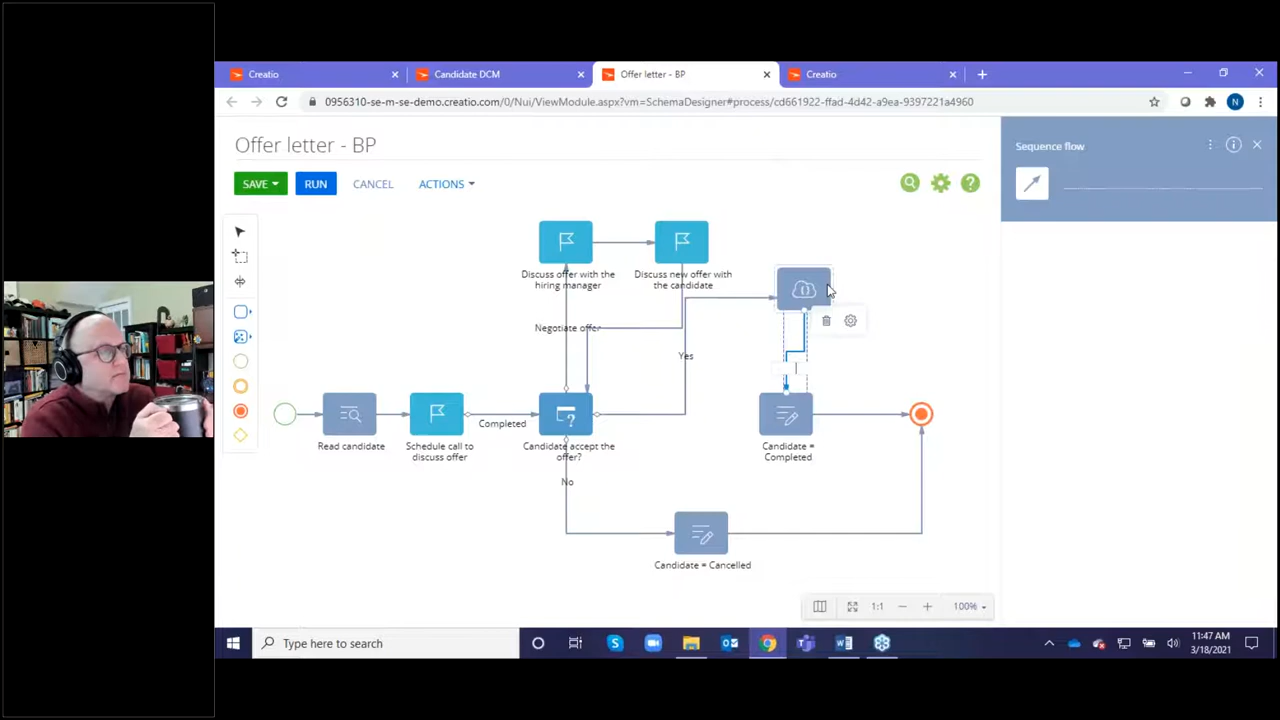 Creatio
Candidate DCM
Offer letter - BP
Creatio
0956310-se-m-se-demo.creatio.com/0/Nui/ViewModule.aspx?vm=SchemaDesigner#process/cd661922-ffad-4d42-a9ea-9397221a4960
N
Offer letter - BP
Sequence flow
SAVE
RUN
CANCEL
ACTIONS
Discuss offer with the
hiring manager
Discuss new offer with the
candidate
Negotiate offer
Yes
Completed
Read candidate
Schedule call to
discuss offer
Candidate accept the
offer?
Candidate =
Completed
No
Candidate = Cancelled
1:1
100%
Type here to search
11:47 AM
3/18/2021